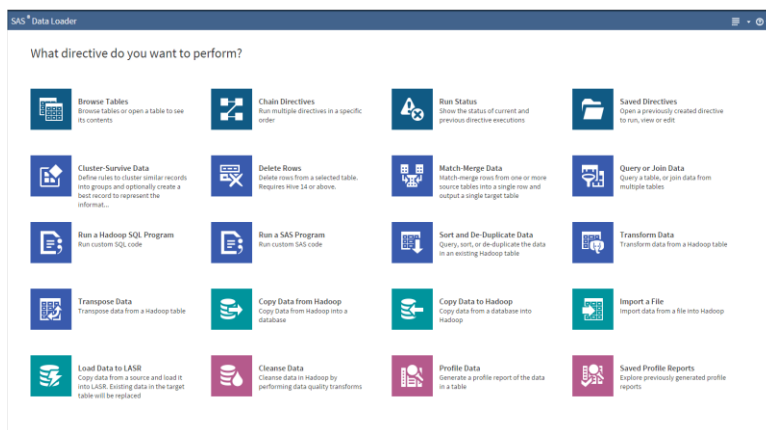 SAS® Data Loader
What directive do you want to perform?
Browse Tables
Browse tables or open a table to see
its contents
Chain Directives
Run multiple directives in a specific
order
Run Status
Show the status of current and
previous directive executions
Saved Directives
Open a previously created directive
to run, view or edit
Cluster-Survive Data
Define rules to cluster similar records
into groups and optionally create a
best record to represent the
informat...
Delete Rows
Delete rows from a selected table.
Requires Hive 14 or above.
Match-Merge Data
Match-merge rows from one or more
source tables into a single row and
output a single target table
Query or Join Data
Query a table, or join data from
multiple tables
Run a Hadoop SQL Program
Run custom SQL code
Run a SAS Program
Run custom SAS code
Sort and De-Duplicate Data
Query, sort, or de-duplicate the data
in an existing Hadoop table
Transform Data
Transform data from a Hadoop table
Transpose Data
Transpose data from a Hadoop table
Copy Data from Hadoop
Copy Data from Hadoop into a
database
Copy Data to Hadoop
Copy data from a database into
Hadoop
Import a File
Import data from a file into Hadoop
Load Data to LASR
Copy data from a source and load it
into LASR. Existing data in the target
table will be replaced
Cleanse Data
Cleanse data in Hadoop by
performing data quality transforms
Profile Data
Generate a profile report of the data
in a table
Saved Profile Reports
Explore previously generated profile
reports